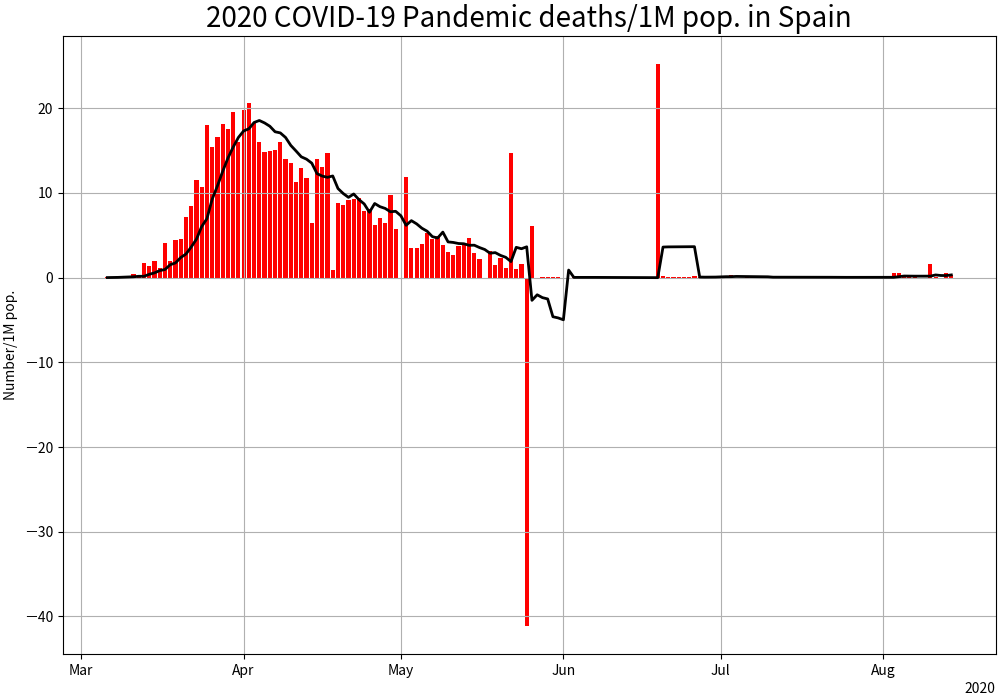 2020 COVID-19 Pandemic deaths/1M pop. in Spain
Number/1M pop.
20
10
0
−10
−20
−30
−40
Mar Apr May Jun Jul Aug
2020